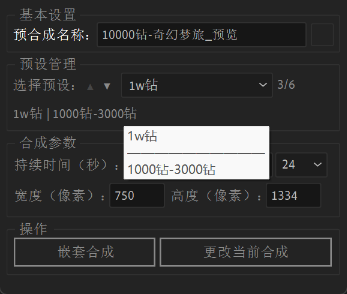 基本设置
预合成名称： 10000钻-奇幻梦旅_预览
预设管理
选择预设： ▲ ▼ 1w钻 3/6
1w钻 | 1000钻-3000钻
1w钻
1000钻-3000钻
合成参数
持续时间（秒）： 24
宽度（像素）： 750 高度（像素）： 1334
操作
嵌套合成 更改当前合成